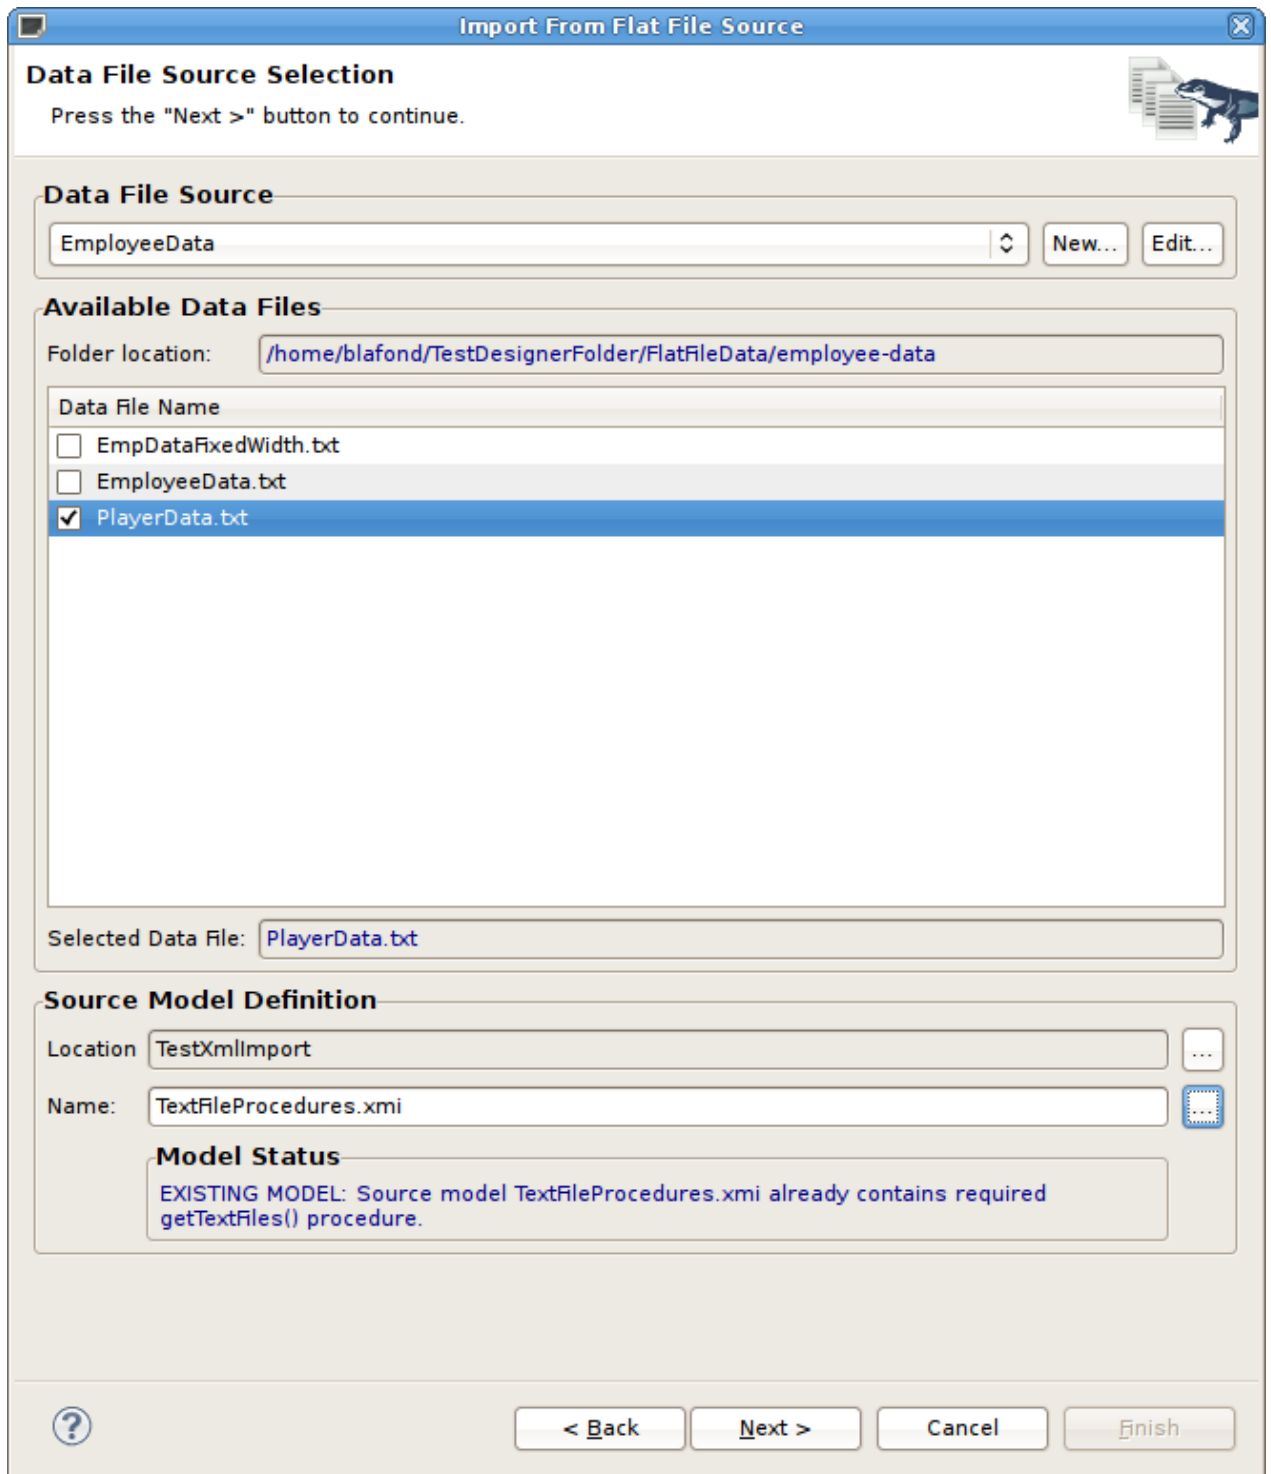 Import From Flat File Source
Data File Source Selection
Press the "Next >" button to continue.
Data File Source
EmployeeData
New...
Edit...
Available Data Files
Folder location:
/home/blafond/TestDesignerFolder/FlatFileData/employee-data
Data File Name
EmpDataFixedWidth.txt
EmployeeData.txt
PlayerData.txt
Selected Data File:
PlayerData.txt
Source Model Definition
Location
TestXmlImport
...
Name:
TextFileProcedures.xmi
...
Model Status
EXISTING MODEL: Source model TextFileProcedures.xmi already contains required
getTextFiles() procedure.
?
< Back
Next >
Cancel
Finish